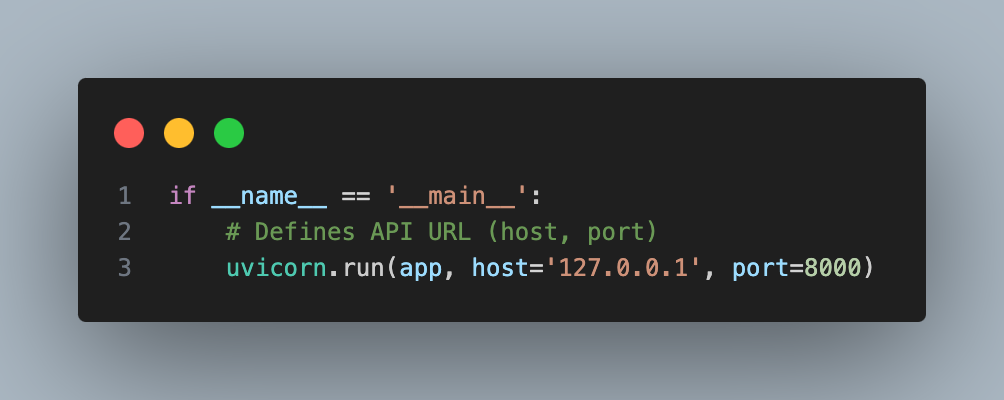 1 if __name__ == '__main__':
2 # Defines API URL (host, port)
3 uvicorn.run(app, host='127.0.0.1', port=8000)